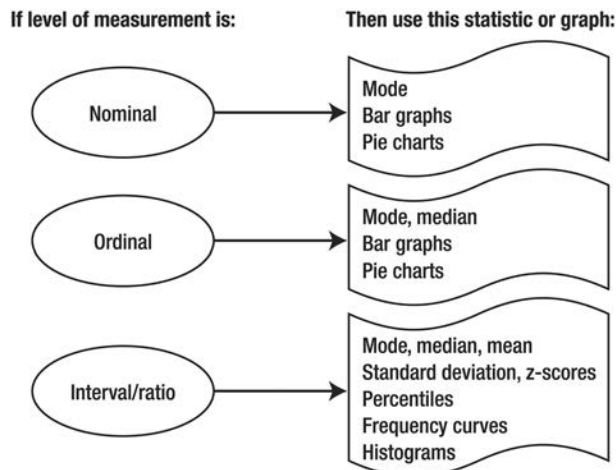 If level of measurement is:
Then use this statistic or graph:
Nominal
Mode
Bar graphs
Pie charts
Ordinal
Mode, median
Bar graphs
Pie charts
Interval/ratio
Mode, median, mean
Standard deviation, z-scores
Percentiles
Frequency curves
Histograms